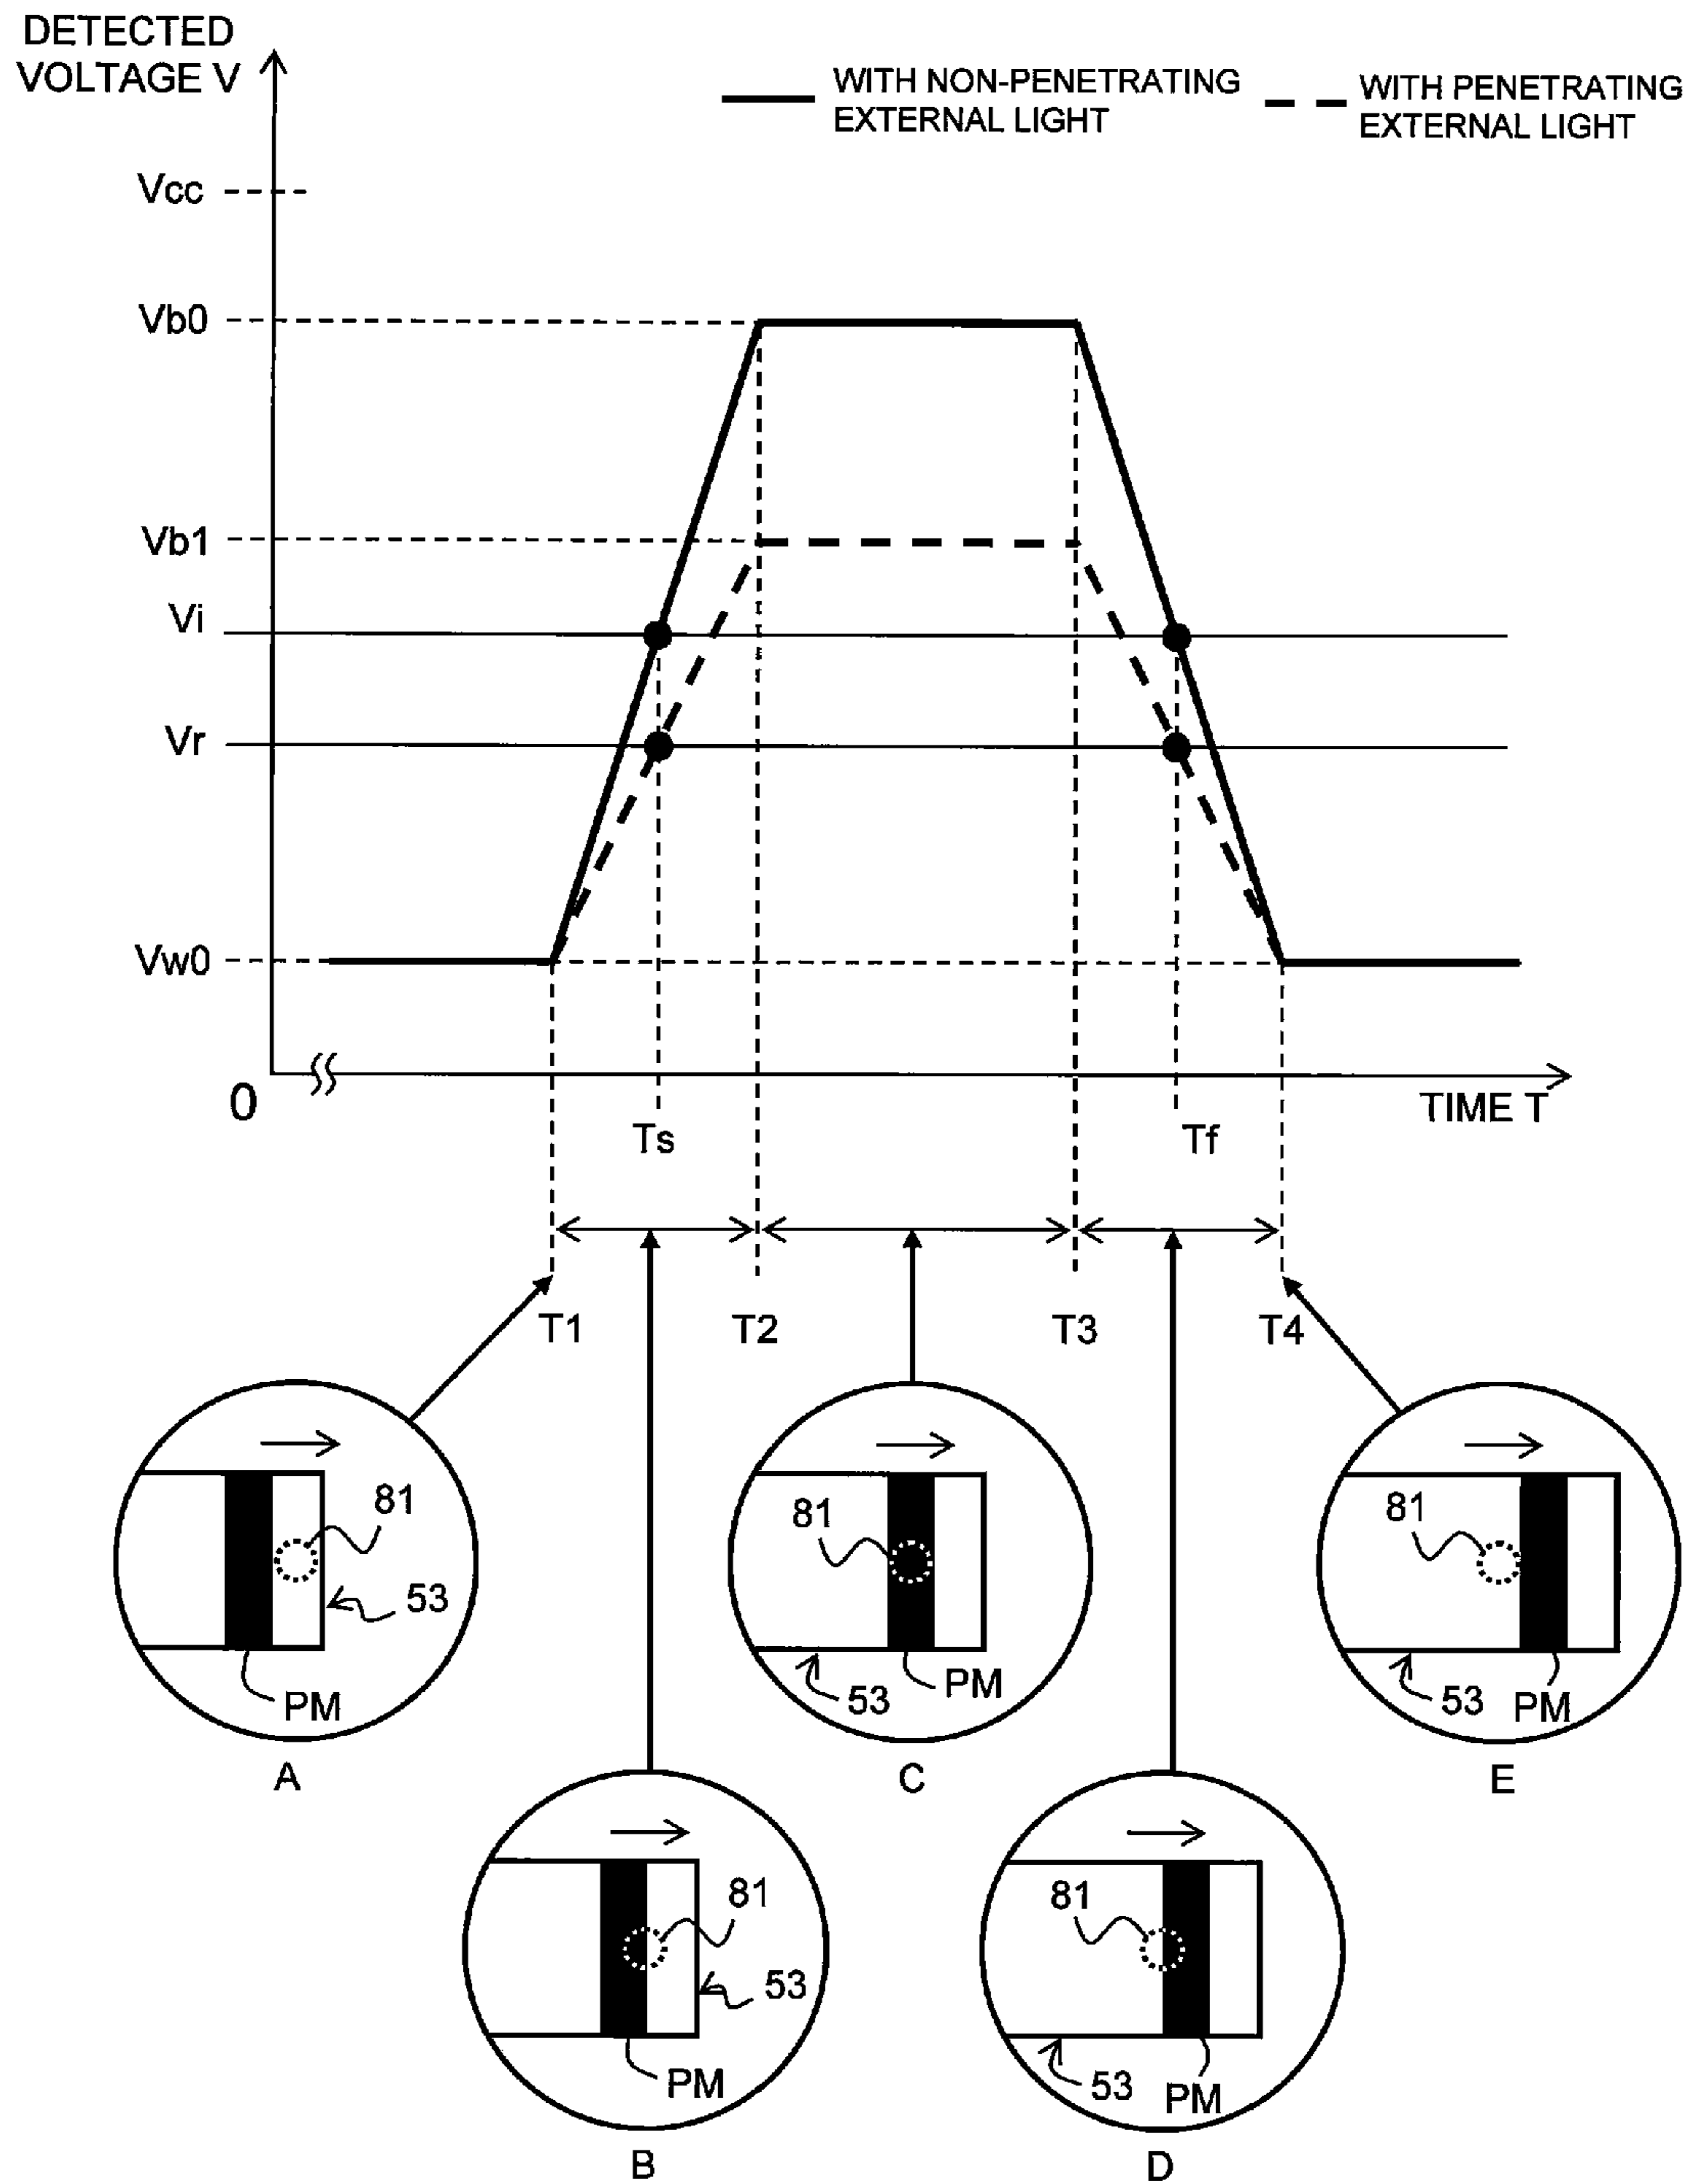 DETECTED
VOLTAGE V
WITH NON-PENETRATING
EXTERNAL LIGHT
WITH PENETRATING
EXTERNAL LIGHT
Vcc
Vb0
Vb1
Vi
Vr
Vw0
0
TIME T
Ts
Tf
T1
T2
T3
T4
81
53
PM
A
81
53
PM
C
81
53
PM
E
81
53
PM
B
81
53
PM
D